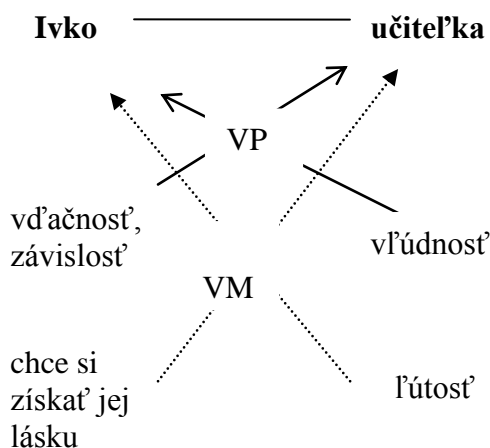 Ivko učiteľka
VP
vďačnosť,
závislosť
vľúdnosť
VM
chce si
získať jej
lásku
ľútosť